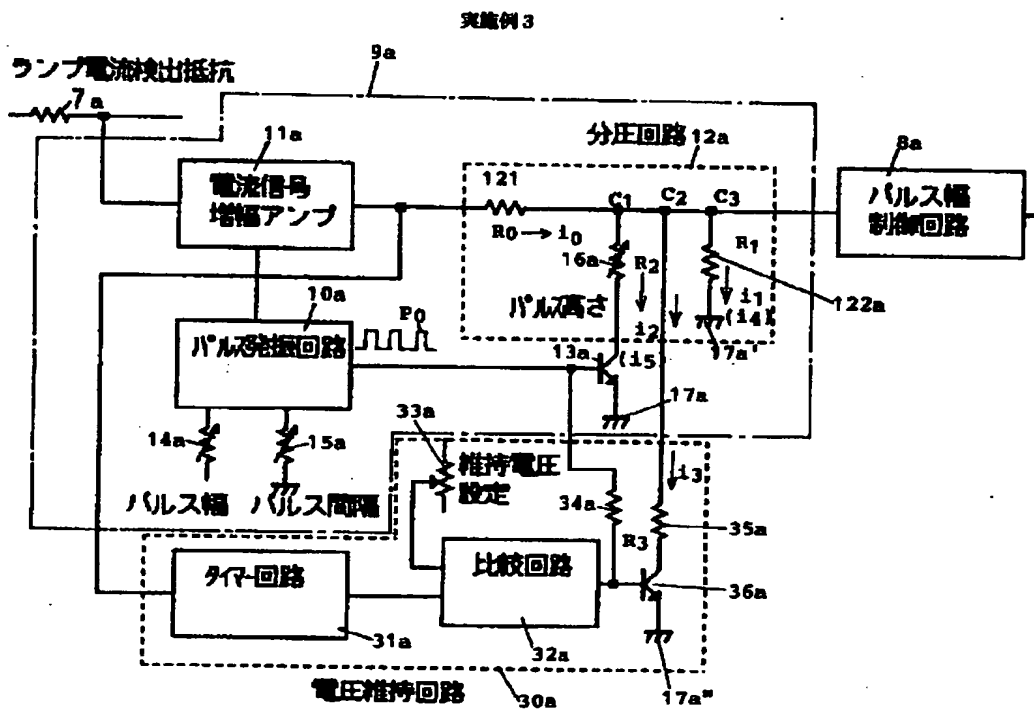 実施例3
9a
ランプ電流検出抵抗
7a
11a
電流信号
増幅アンプ
分圧回路
12a
8a
パルス幅
制御回路
121
C1
C2
C3
R0 → i0
16a
R2
R1
i1
(i4)
122a
パルス高さ
i2
17a'
10a
パルス発振回路
P0
13a
(i5)
17a
14a
15a
パルス幅
パルス間隔
33a
維持電圧
設定
i3
34a
35a
R3
タイマー回路
31a
比較回路
32a
36a
17a"
電圧維持回路
30a